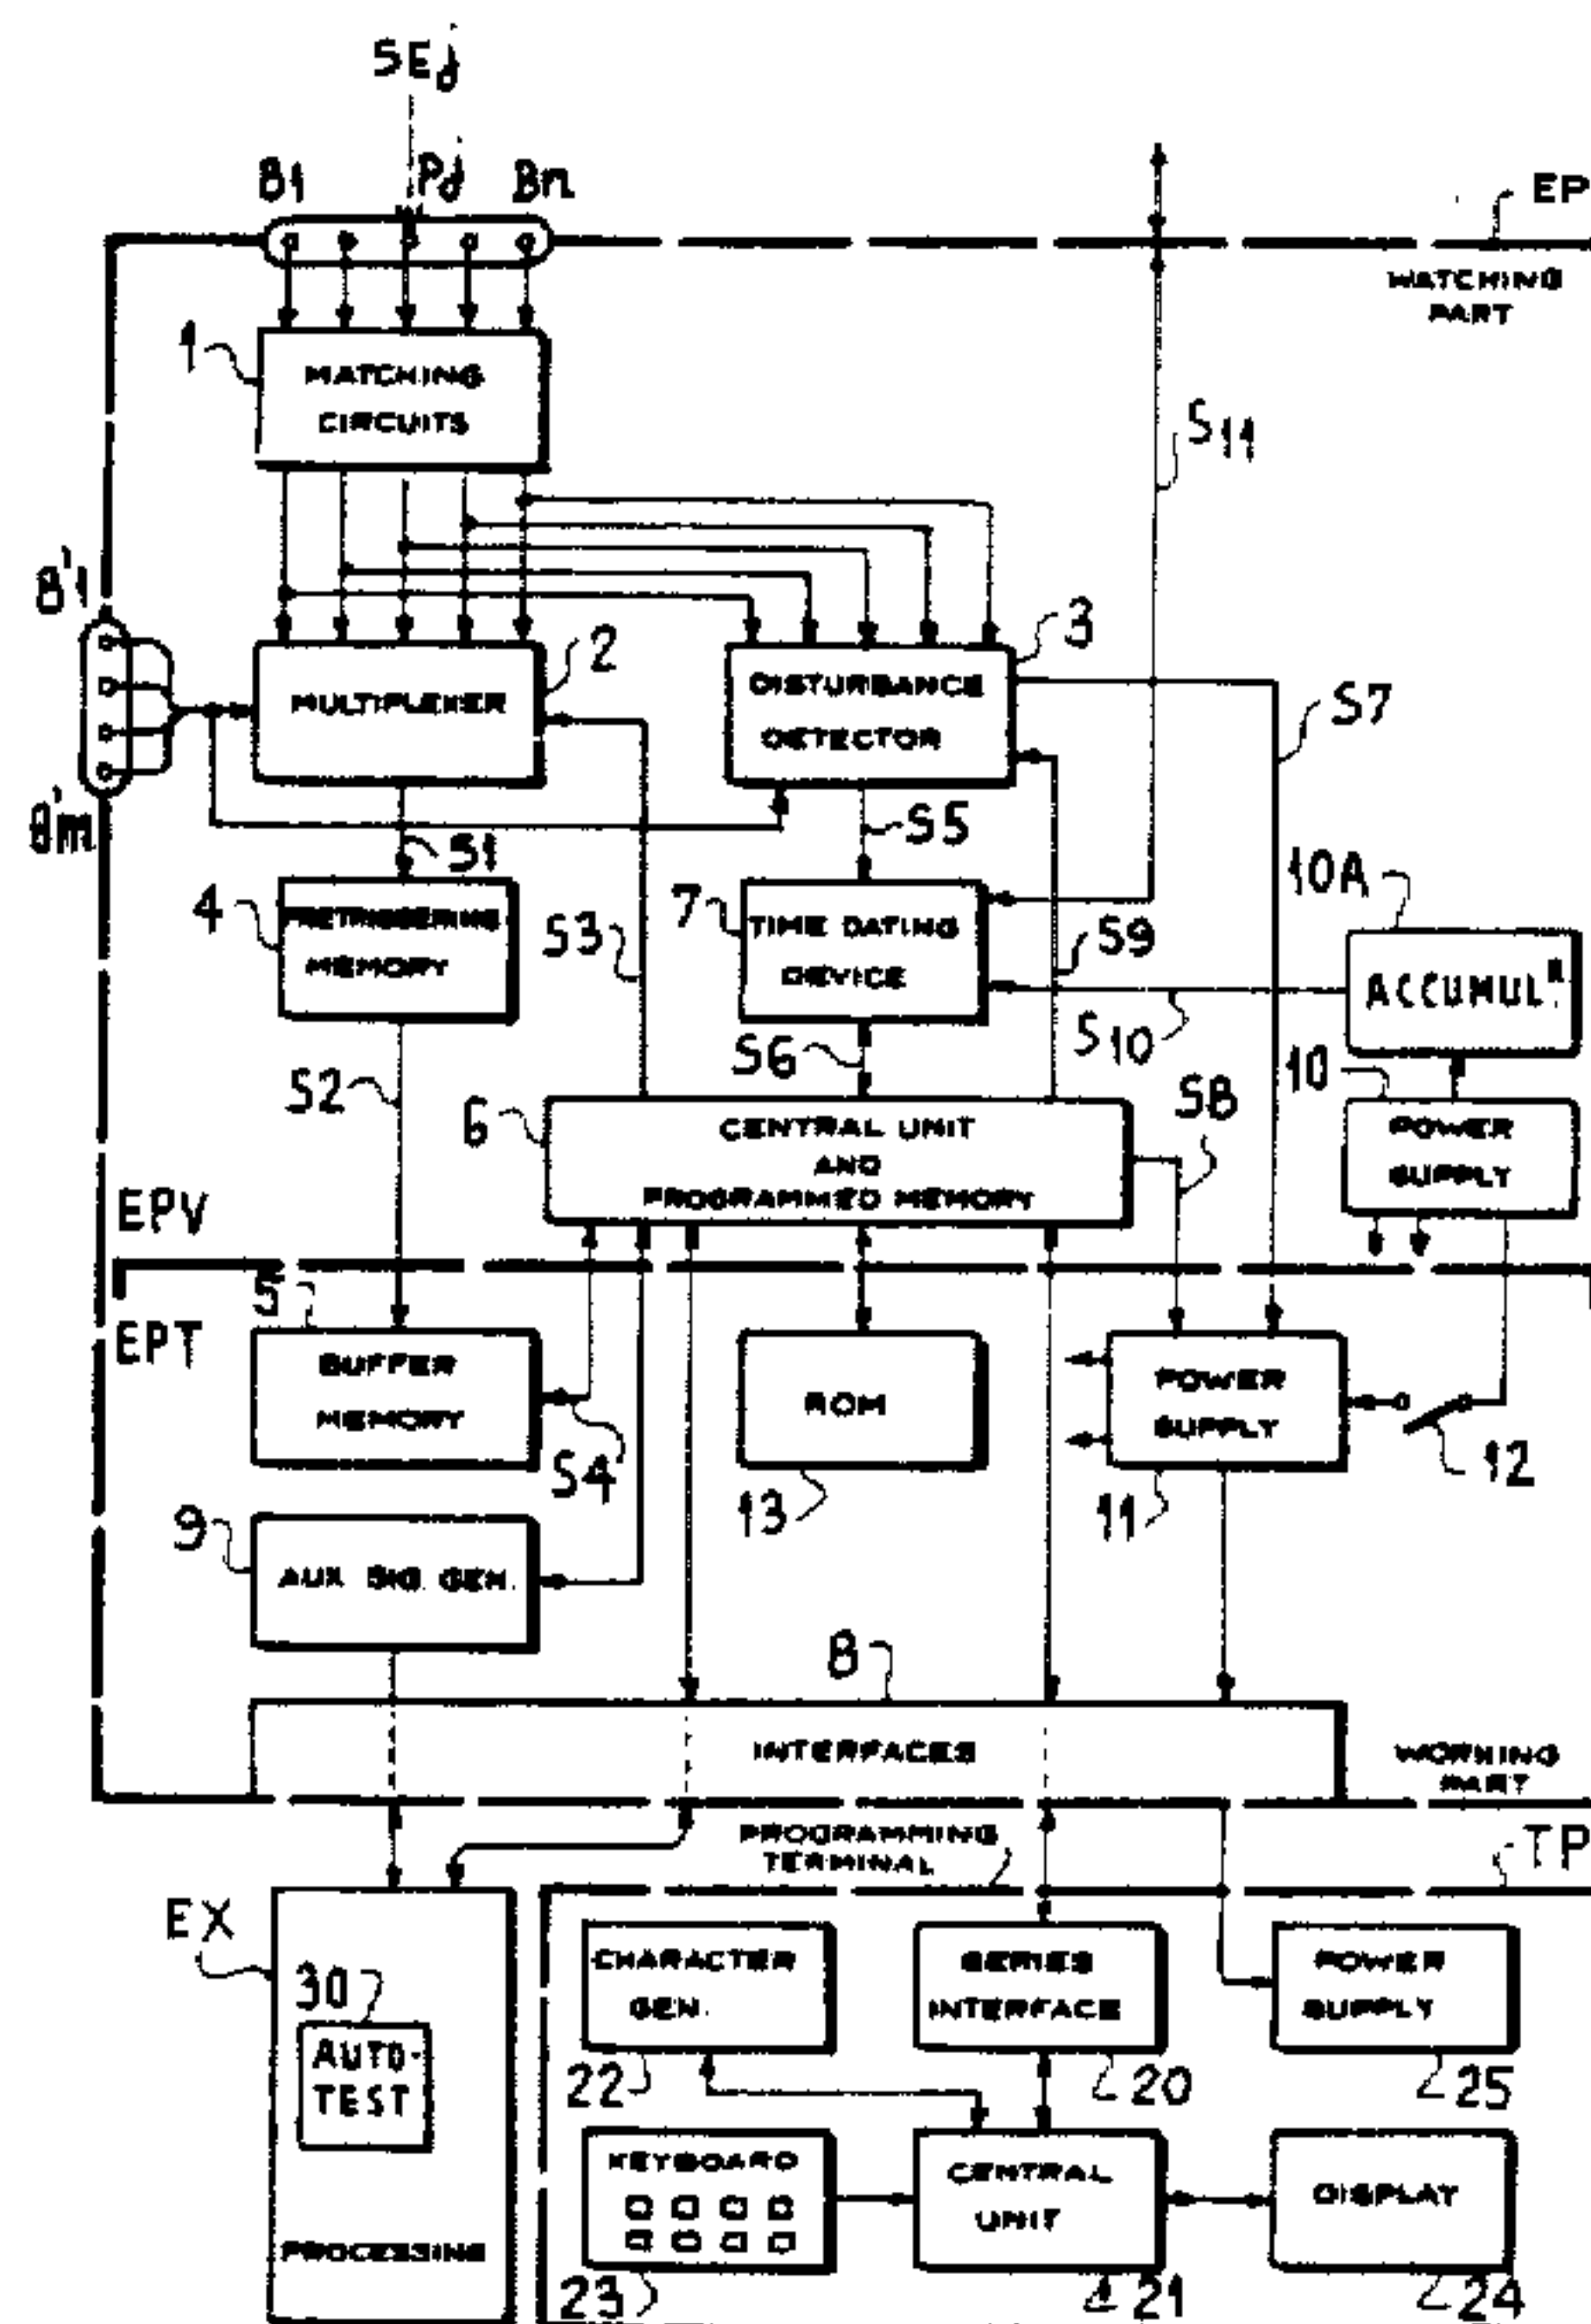 SEj
B1 Pj Bn
EP
WATCHING
PART
1
MATCHING
CIRCUITS
S11
B'1
2
3
MULTIPLEXER
DISTURBANCE
DETECTOR
S7
B'm
S1
S5
10A
4
PRETRIGGERING
MEMORY
S3
7
TIME DATING
DEVICE
S9
ACCUMUL.R
S10
S6
10
S2
S8
6
CENTRAL UNIT
AND
PROGRAMMED MEMORY
POWER
SUPPLY
EPV
5
EPT
BUFFER
MEMORY
ROM
POWER
SUPPLY
S4
13
11
12
9
AUX SIG. GEN.
8
INTERFACES
WORKING
PART
PROGRAMMING
TERMINAL
TP
EX
CHARACTER
GEN.
SERIES
INTERFACE
POWER
SUPPLY
30
AUTO-
TEST
22
20
25
KEYBOARD
CENTRAL
UNIT
DISPLAY
PROCESSING
23
21
24